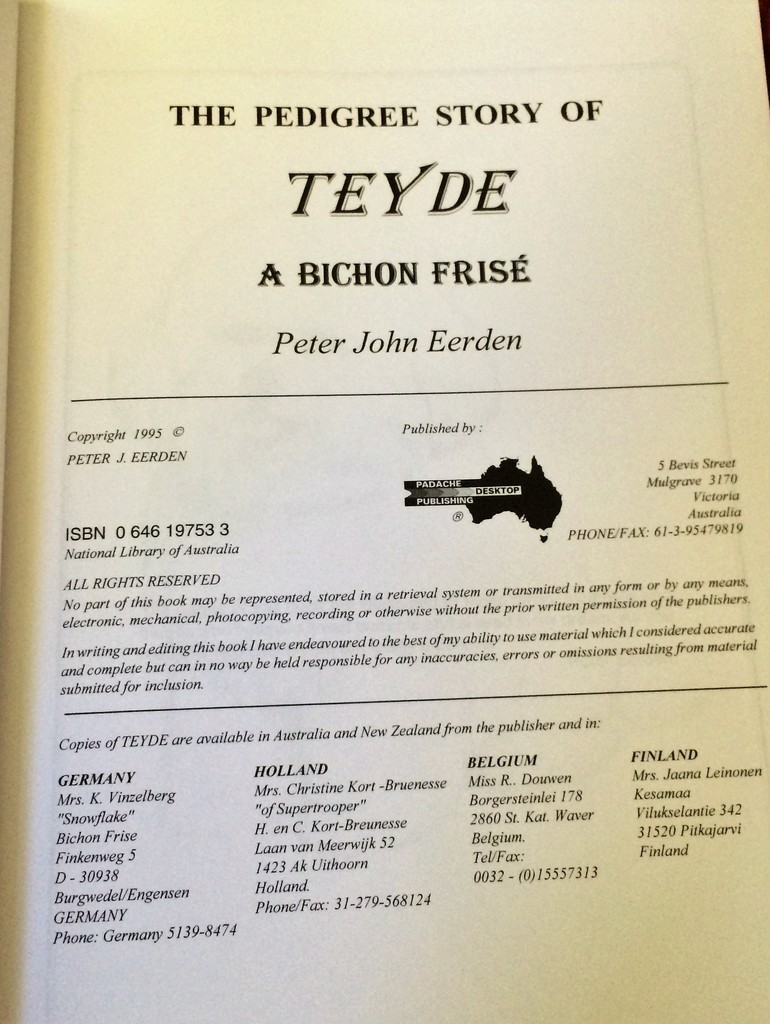 THE PEDIGREE STORY OF
TEYDE
A BICHON FRISÉ
Peter John Eerden
Copyright 1995 ©
PETER J. EERDEN
ISBN 0 646 19753 3
National Library of Australia
Published by :
PADACHE
DESKTOP
PUBLISHING
®
5 Bevis Street
Mulgrave 3170
Victoria
Australia
PHONE/FAX: 61-3-95479819
ALL RIGHTS RESERVED
No part of this book may be represented, stored in a retrieval system or transmitted in any form or by any means,
electronic, mechanical, photocopying, recording or otherwise without the prior written permission of the publishers.
In writing and editing this book I have endeavoured to the best of my ability to use material which I considered accurate
and complete but can in no way be held responsible for any inaccuracies, errors or omissions resulting from material
submitted for inclusion.
Copies of TEYDE are available in Australia and New Zealand from the publisher and in:
GERMANY
Mrs. K. Vinzelberg
"Snowflake"
Bichon Frise
Finkenweg 5
D - 30938
Burgwedel/Engensen
GERMANY
Phone: Germany 5139-8474
HOLLAND
Mrs. Christine Kort -Bruenesse
"of Supertrooper"
H. en C. Kort-Breunesse
Laan van Meerwijk 52
1423 Ak Uithoorn
Holland.
Phone/Fax: 31-279-568124
BELGIUM
Miss R.. Douwen
Borgersteinlei 178
2860 St. Kat. Waver
Belgium.
Tel/Fax:
0032 - (0)15557313
FINLAND
Mrs. Jaana Leinonen
Kesamaa
Vilukselantie 342
31520 Pitkajarvi
Finland